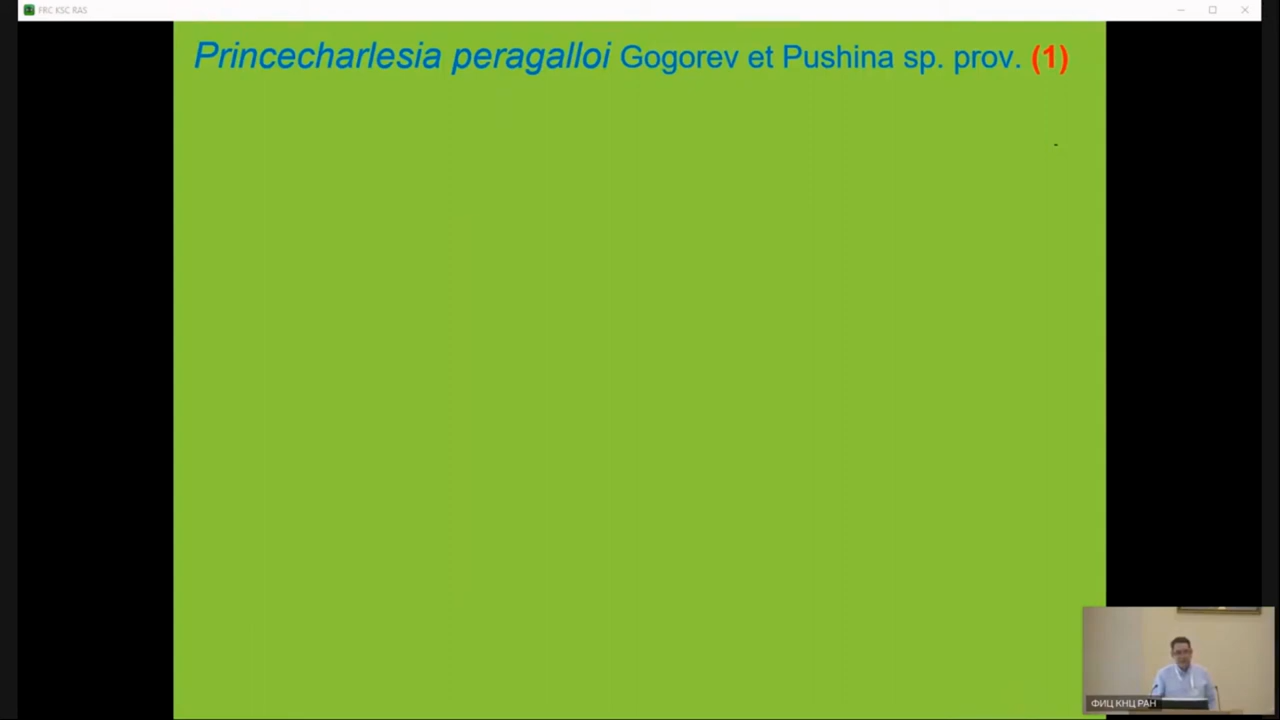 FRC KSC RAS
Princecharlesia peragalloi Gogorev et Pushina sp. prov. (1)
ФИЦ КНЦ РАН